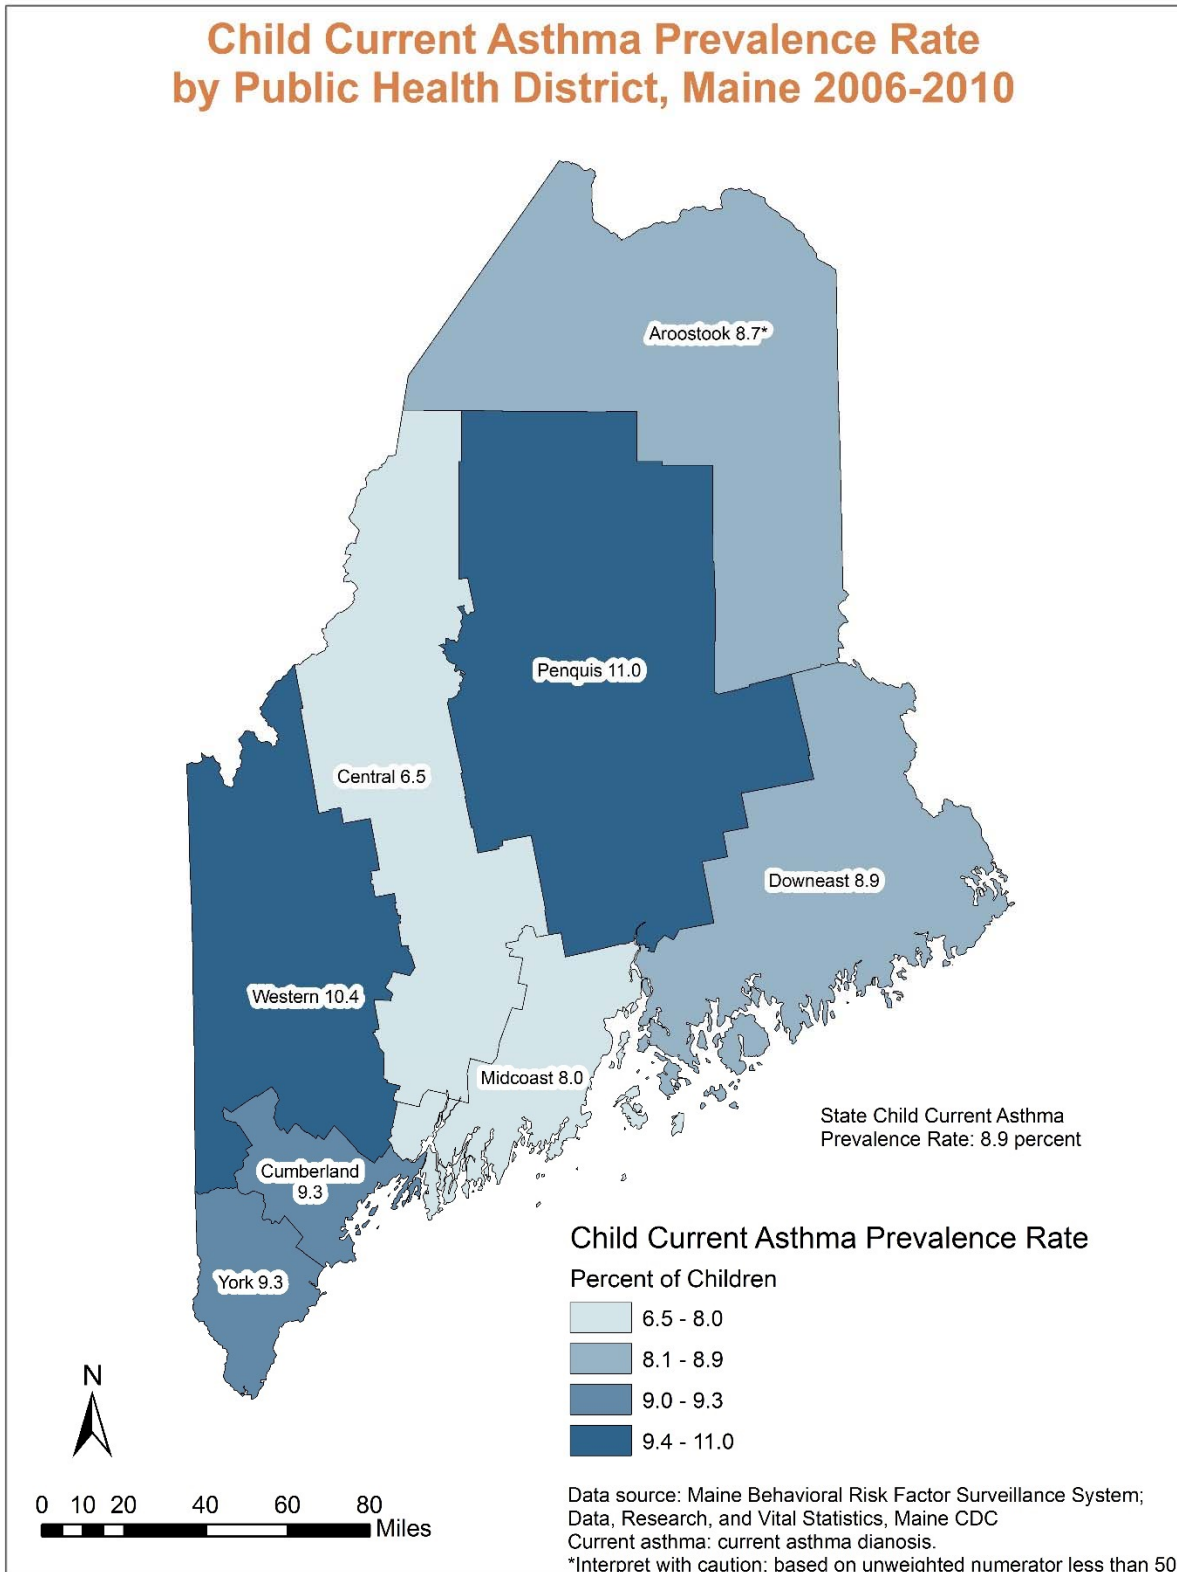 Child Current Asthma Prevalence Rate
by Public Health District, Maine 2006-2010
Aroostook 8.7*
Penquis 11.0
Central 6.5
Downeast 8.9
Western 10.4
Midcoast 8.0
State Child Current Asthma
Prevalence Rate: 8.9 percent
Cumberland
9.3
York 9.3
Child Current Asthma Prevalence Rate
Percent of Children
6.5 - 8.0
8.1 - 8.9
9.0 - 9.3
9.4 - 11.0
N
0 10 20 40 60 80
Miles
Data source: Maine Behavioral Risk Factor Surveillance System;
Data, Research, and Vital Statistics, Maine CDC
Current asthma: current asthma dianosis.
*Interpret with caution: based on unweighted numerator less than 50